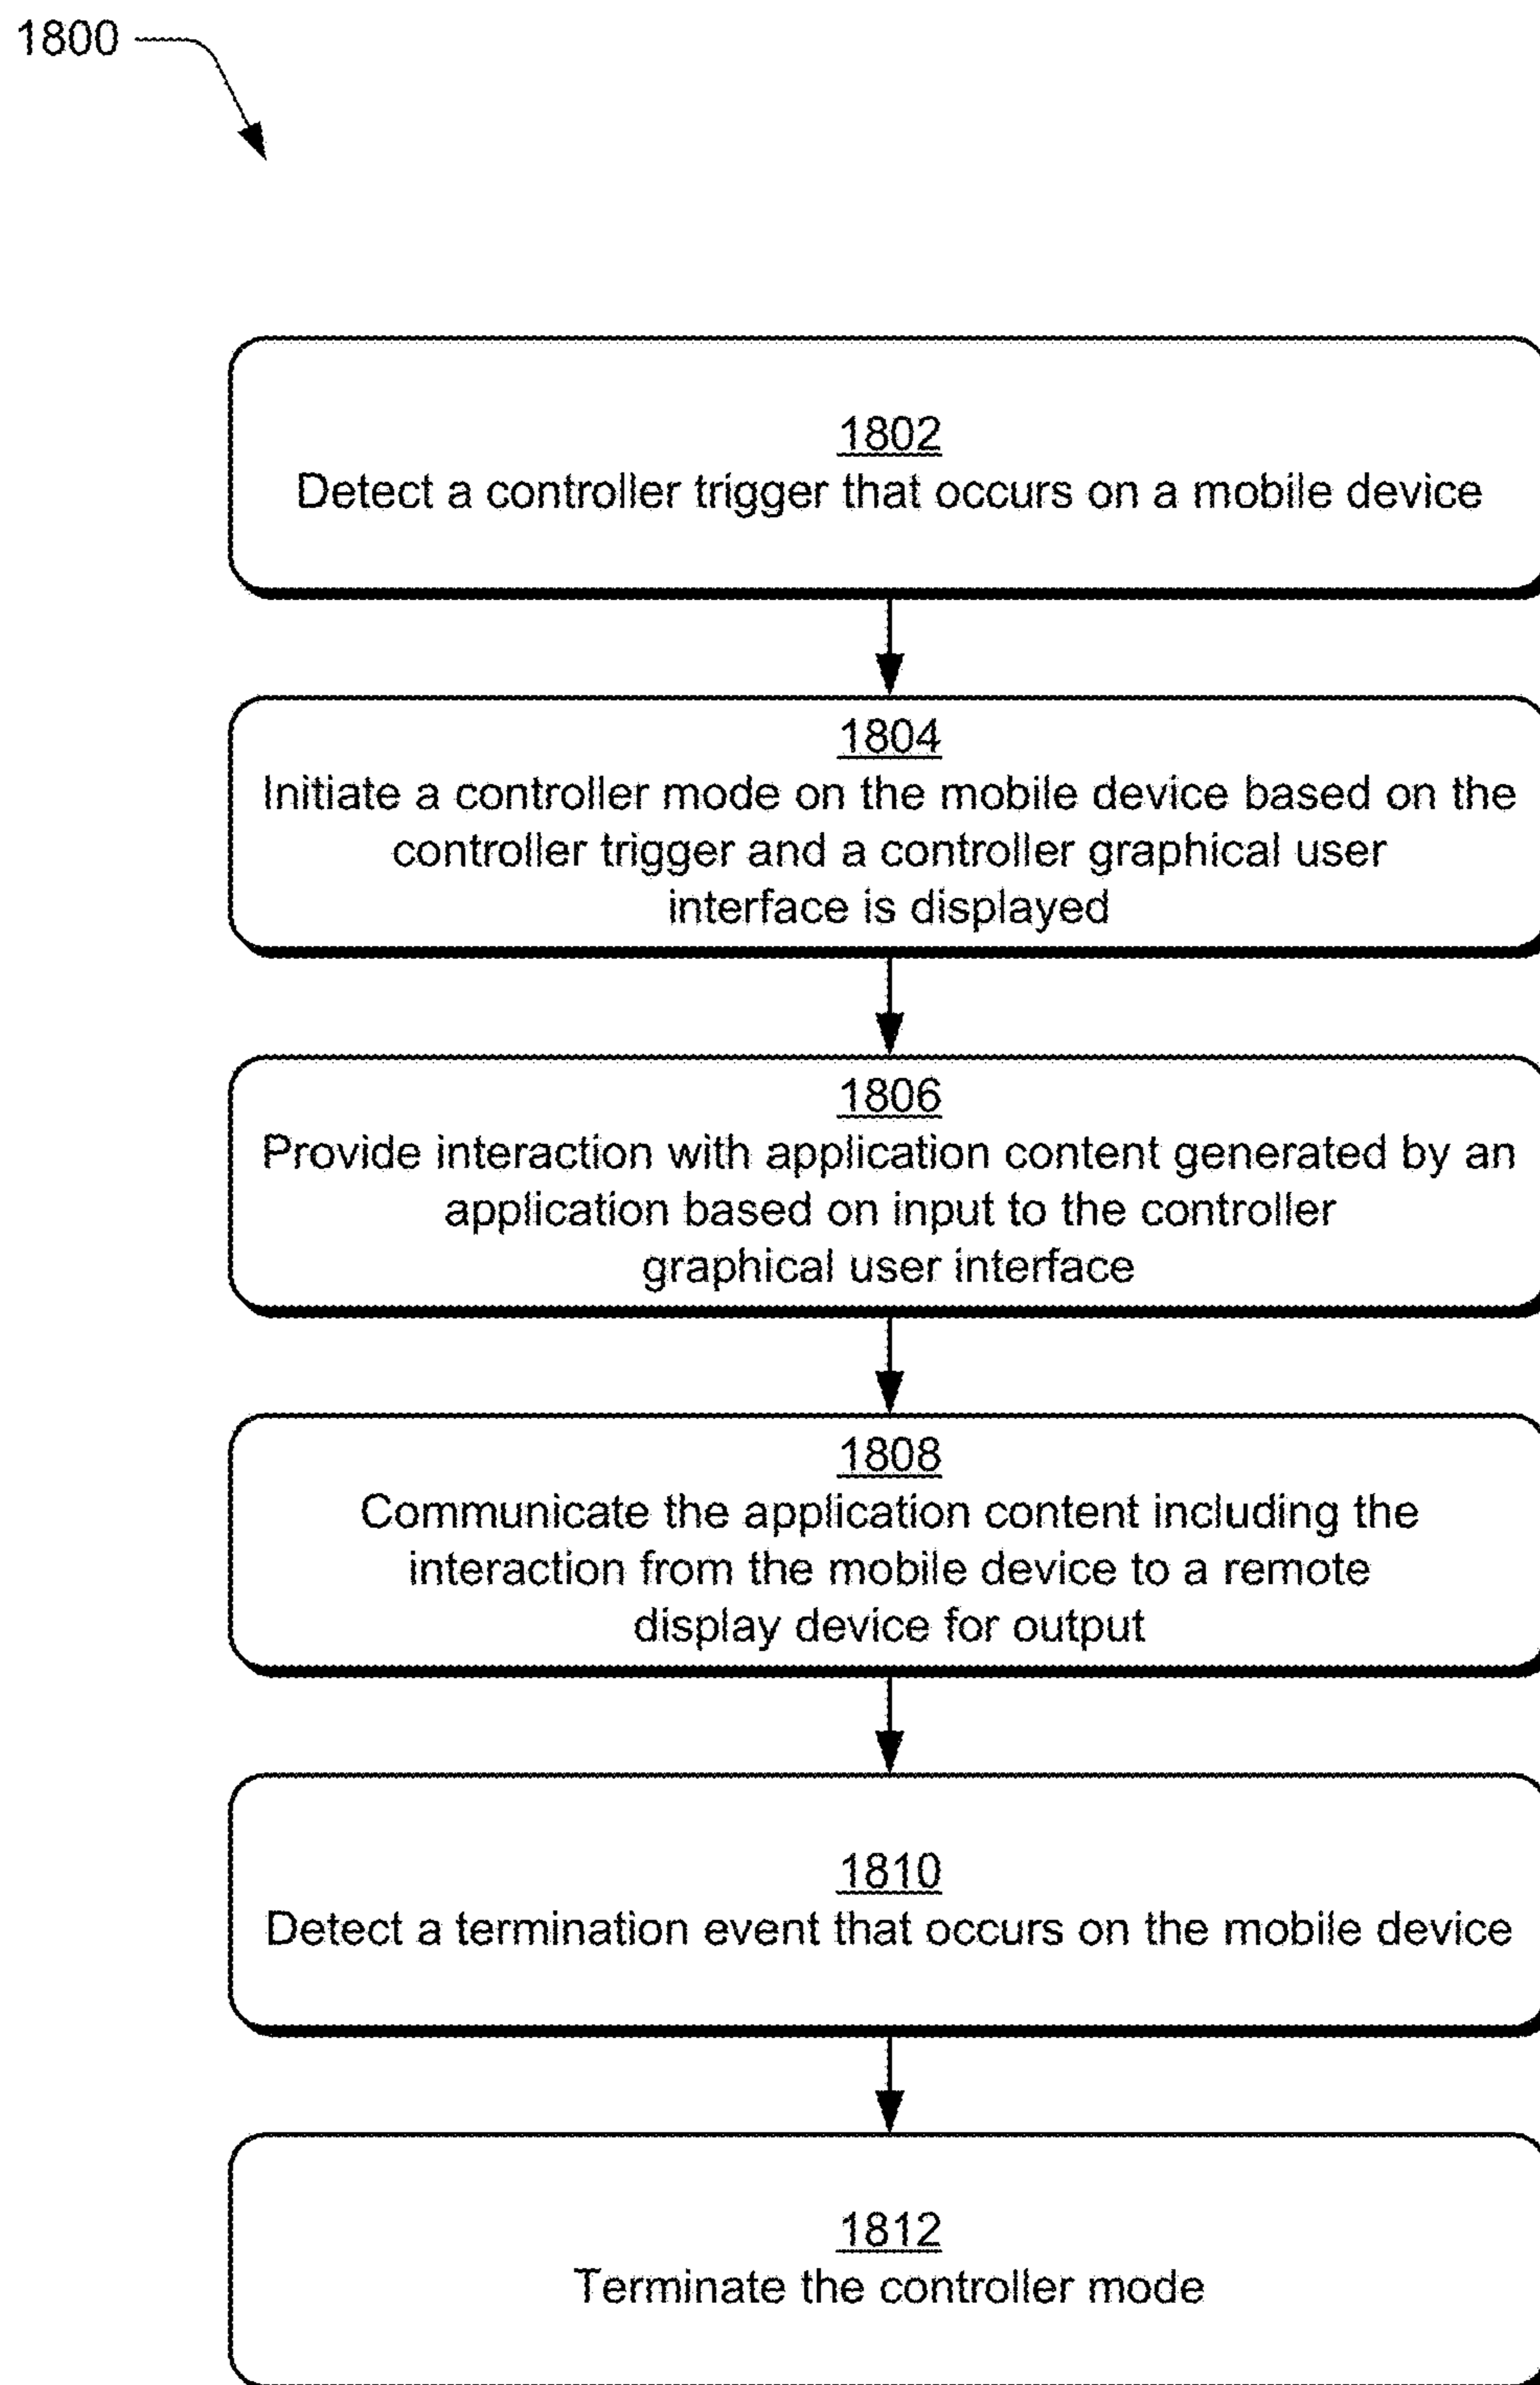 1800
1802
Detect a controller trigger that occurs on a mobile device
1804
Initiate a controller mode on the mobile device based on the
controller trigger and a controller graphical user
interface is displayed
1806
Provide interaction with application content generated by an
application based on input to the controller
graphical user interface
1808
Communicate the application content including the
interaction from the mobile device to a remote
display device for output
1810
Detect a termination event that occurs on the mobile device
1812
Terminate the controller mode